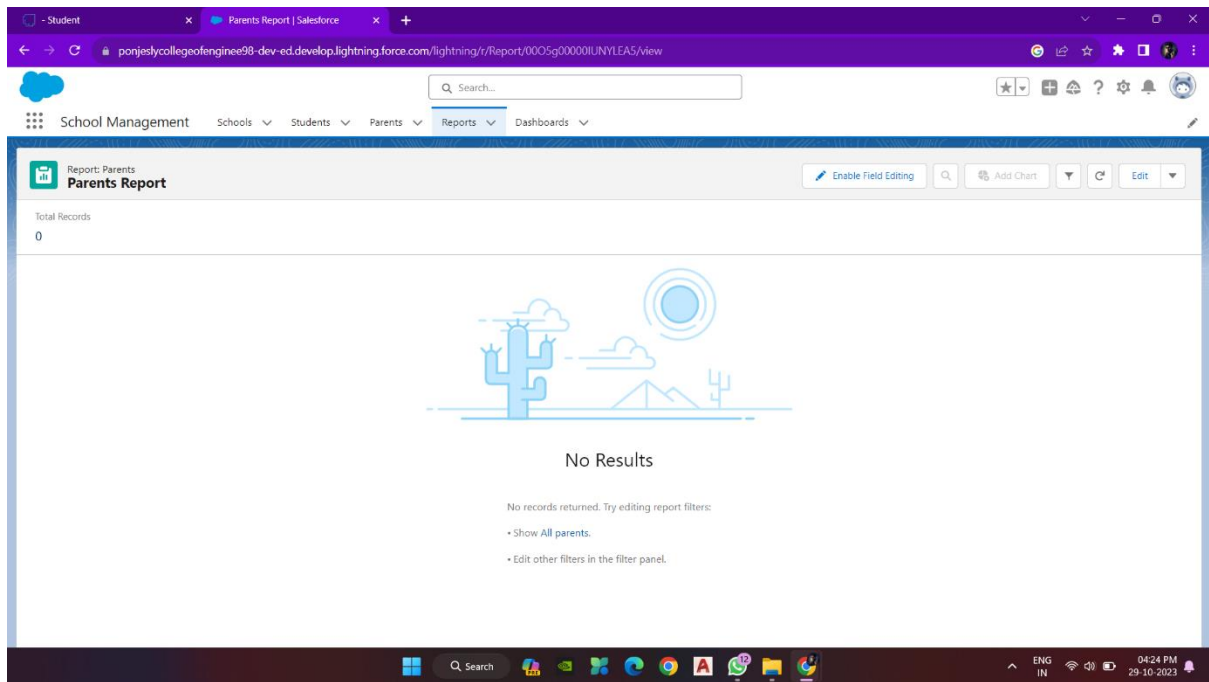 - Student
Parents Report | Salesforce
ponjeslycollegeofenginee98-dev-ed.develop.lightning.force.com/lightning/r/Report/00O5g00000IUNYLEA5/view
Search...
School Management Schools Students Parents Reports Dashboards
Report: Parents
Parents Report
Enable Field Editing
Add Chart
Edit
Total Records
0
No Results
No records returned. Try editing report filters:
• Show All parents.
• Edit other filters in the filter panel.
Search
PRE
12
ENG
IN
04:24 PM
29-10-2023